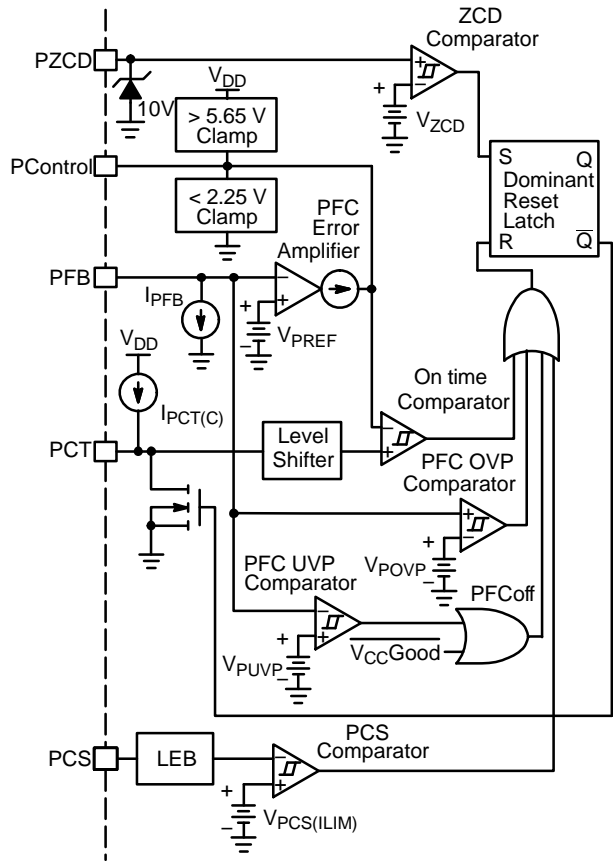 ZCD
Comparator
PZCD
+
−
VDD
+
10V
> 5.65 V
Clamp
VZCD
−
PControl
S Q
Dominant
Reset
Latch
R Q̅
< 2.25 V
Clamp
PFC
Error
Amplifier
PFB
−
+
IPFB
+
VPREF
−
VDD
IPCT(C)
On time
Comparator
PCT
Level
Shifter
−
+
PFC OVP
Comparator
+
−
+
VPOVP
−
PFC UVP
Comparator
PFCoff
−
+
+
VPUVP
−
V̅C̅C̅G̅o̅o̅d̅
PCS
Comparator
PCS
LEB
−
+
+
VPCS(ILIM)
−